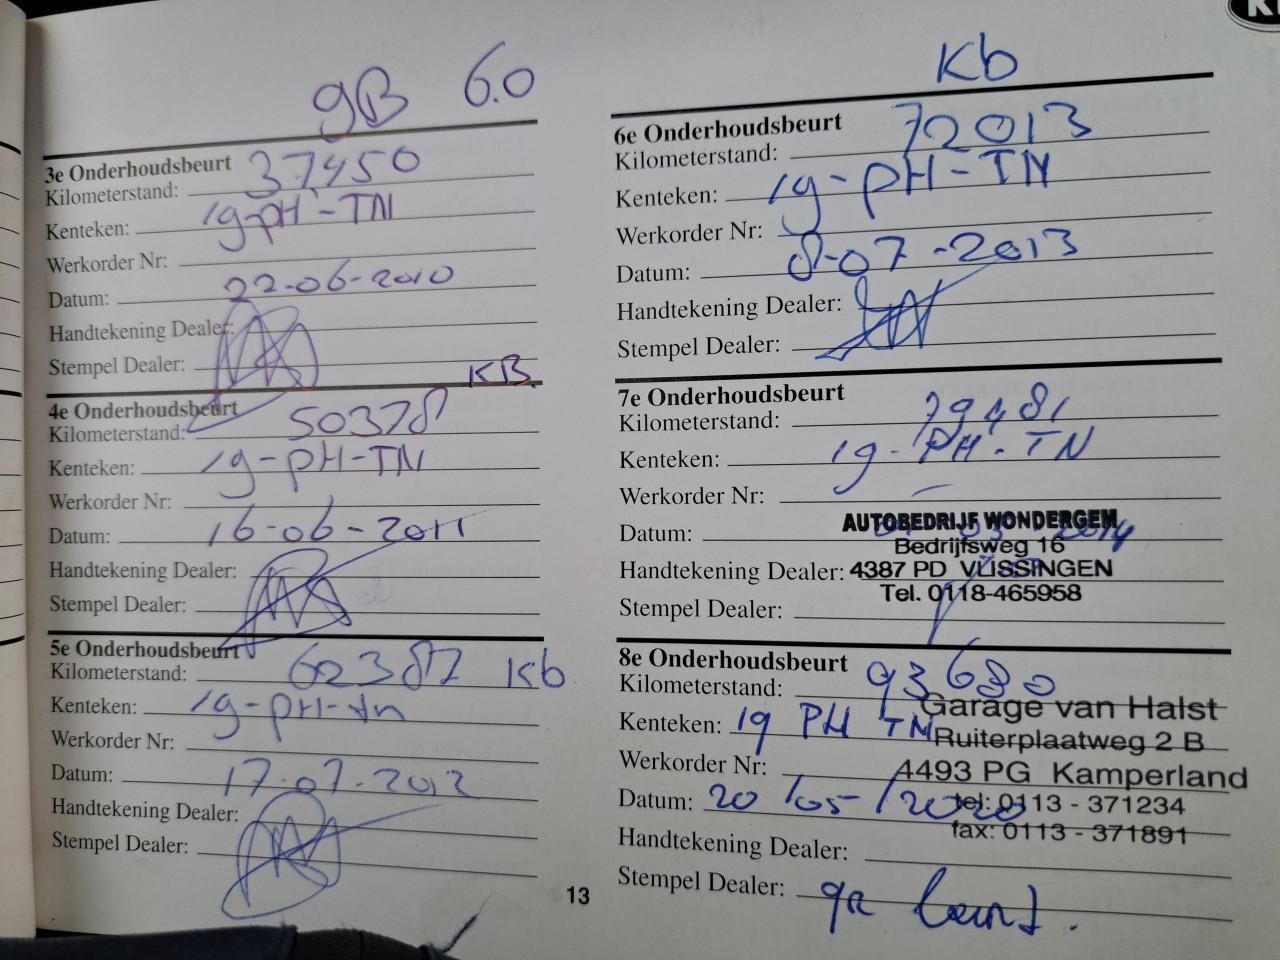 gB 6.0
3e Onderhoudsbeurt
Kilometerstand: 37450
Kenteken: 19-pH-TN
Werkorder Nr:
Datum: 22-06-2010
Handtekening Dealer:
Stempel Dealer:
KB
4e Onderhoudsbeurt
Kilometerstand: 50378
Kenteken: 19-pH-TN
Werkorder Nr:
Datum: 16-06-2011
Handtekening Dealer:
Stempel Dealer:
5e Onderhoudsbeurt
Kilometerstand: 62387 Kb
Kenteken: 19-pH-tn
Werkorder Nr:
Datum: 17-07-2012
Handtekening Dealer:
Stempel Dealer:
13
Kb
6e Onderhoudsbeurt
Kilometerstand: 72013
Kenteken: 19-pH-TN
Werkorder Nr:
Datum: 8-07-2013
Handtekening Dealer:
Stempel Dealer:
7e Onderhoudsbeurt
Kilometerstand: 79481
Kenteken: 19-PH-TN
Werkorder Nr:
Datum: 2014
Handtekening Dealer:
Stempel Dealer:
AUTOBEDRIJF WONDERGEM
Bedrijfsweg 16
4387 PD VLISSINGEN
Tel. 0118-465958
8e Onderhoudsbeurt
Kilometerstand: 93680
Kenteken: 19 PH TN
Werkorder Nr:
Datum: 20/05/2020
Handtekening Dealer:
Stempel Dealer: gr beurt.
Garage van Halst
Ruiterplaatweg 2 B
4493 PG Kamperland
tel: 0113 - 371234
fax: 0113 - 371891